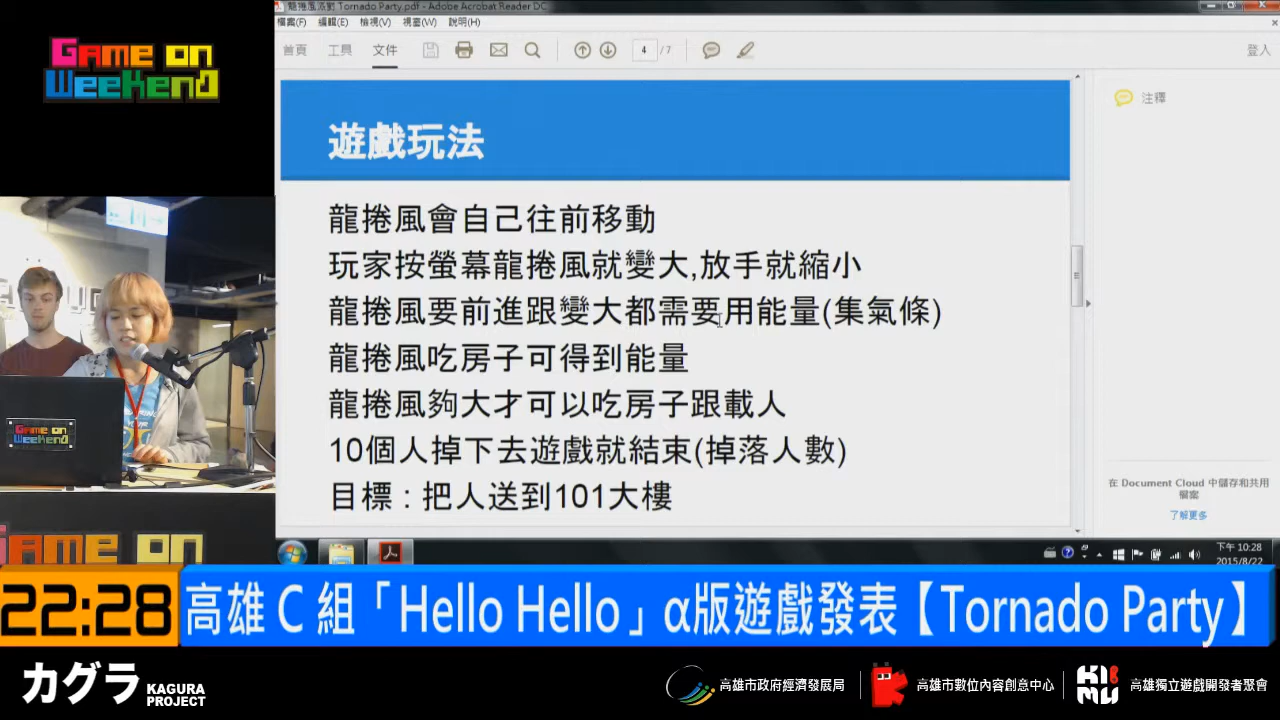 Game on
Weekend
龍捲風派對 Tornado Party.pdf - Adobe Acrobat Reader DC
檔案(F) 編輯(E) 檢視(V) 視窗(W) 說明(H)
首頁 工具 文件 4 / 7 登入
注釋
遊戲玩法
龍捲風會自己往前移動
玩家按螢幕龍捲風就變大,放手就縮小
龍捲風要前進跟變大都需要用能量(集氣條)
龍捲風吃房子可得到能量
龍捲風夠大才可以吃房子跟載人
10個人掉下去遊戲就結束(掉落人數)
目標：把人送到101大樓
在 Document Cloud 中儲存和共用
檔案
了解更多
Game on
Weekend
Game on
下午 10:28
2015/8/22
22:28 高雄 C 組「Hello Hello」α版遊戲發表【Tornado Party】
カグラ KAGURA
PROJECT
高雄市政府經濟發展局
高雄市數位內容創意中心
KI
MU
高雄獨立遊戲開發者聚會